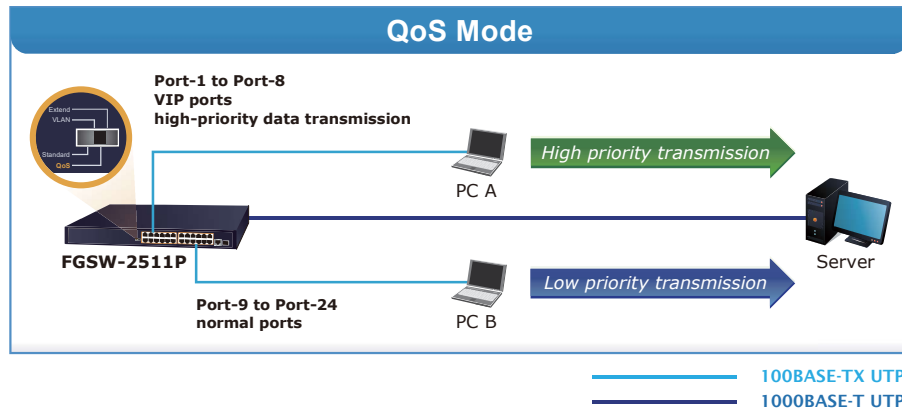 QoS Mode
Port-1 to Port-8
VIP ports
high-priority data transmission
Extend
VLAN
Standard
QoS
High priority transmission
PC A
FGSW-2511P
Server
Low priority transmission
Port-9 to Port-24
normal ports
PC B
100BASE-TX UTP
1000BASE-T UTP